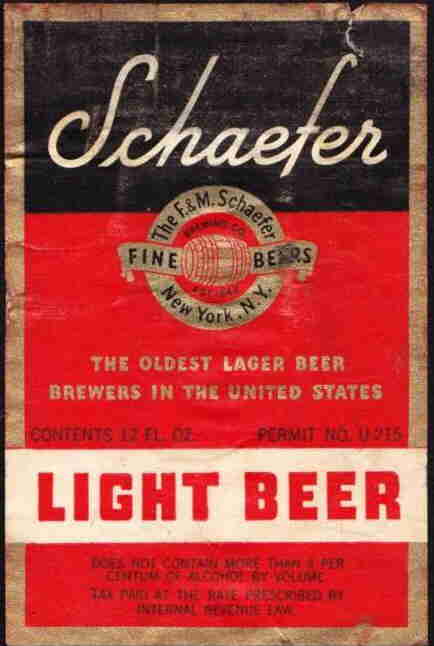 Schaefer
The F.&M. Schaefer
BREWING CO.
FINE BEERS
EST. 1842
New York, N.Y.
THE OLDEST LAGER BEER
BREWERS IN THE UNITED STATES
CONTENTS 12 FL. OZ. PERMIT NO. U-215
LIGHT BEER
DOES NOT CONTAIN MORE THAN 5 PER
CENTUM OF ALCOHOL BY VOLUME
TAX PAID AT THE RATE PRESCRIBED BY
INTERNAL REVENUE LAW.